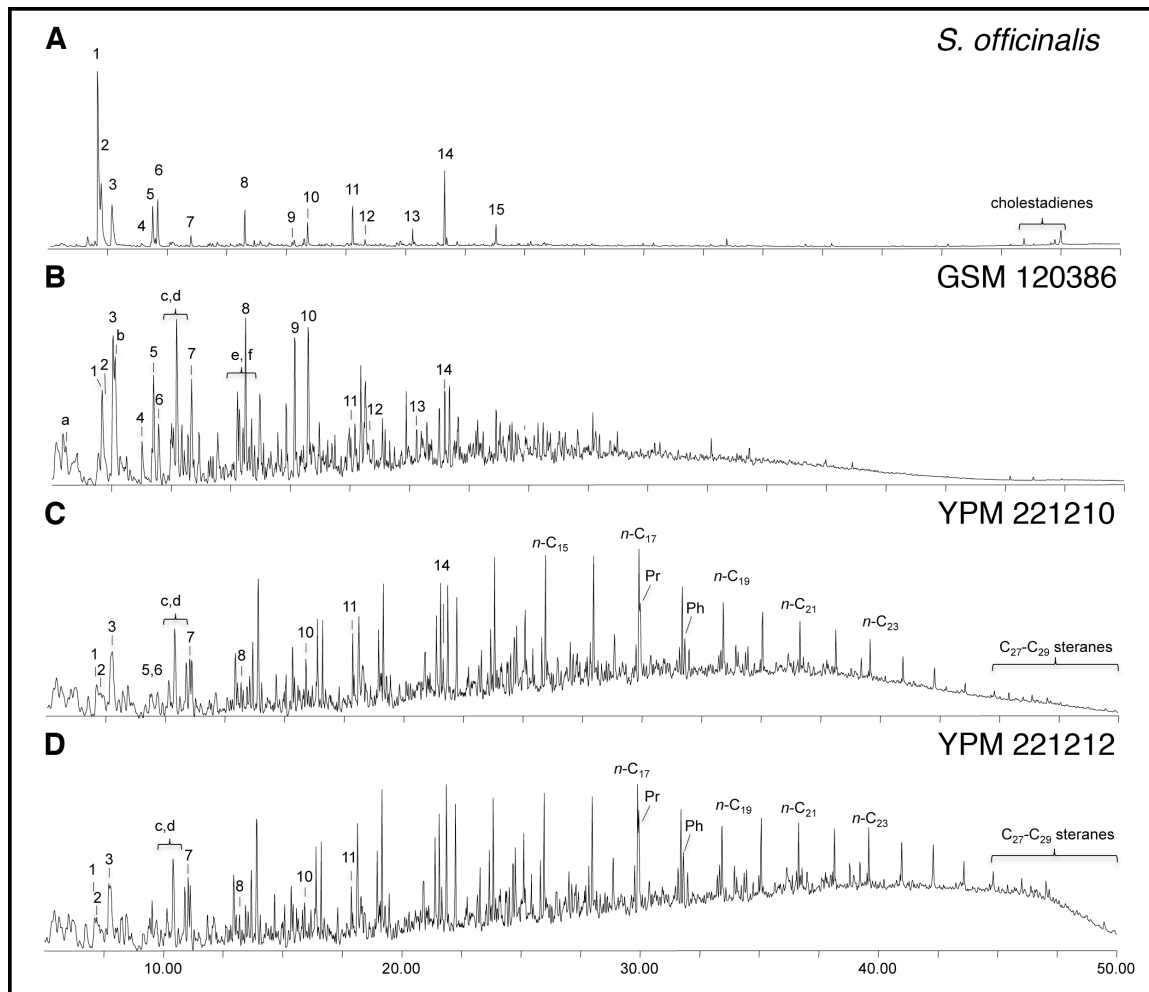 A
S. officinalis
1
2
3
4
5
6
7
8
9
10
11
12
13
14
15
cholestadienes
B
GSM 120386
a
1
2
3
b
4
5
6
c,d
7
e, f
8
9
10
11
12
13
14
C
YPM 221210
1
2
3
5,6
c,d
7
8
10
11
14
n-C15
n-C17
Pr
Ph
n-C19
n-C21
n-C23
C27-C29 steranes
D
YPM 221212
1
2
3
c,d
7
8
10
11
n-C17
Pr
Ph
n-C19
n-C21
n-C23
C27-C29 steranes
10.00 20.00 30.00 40.00 50.00